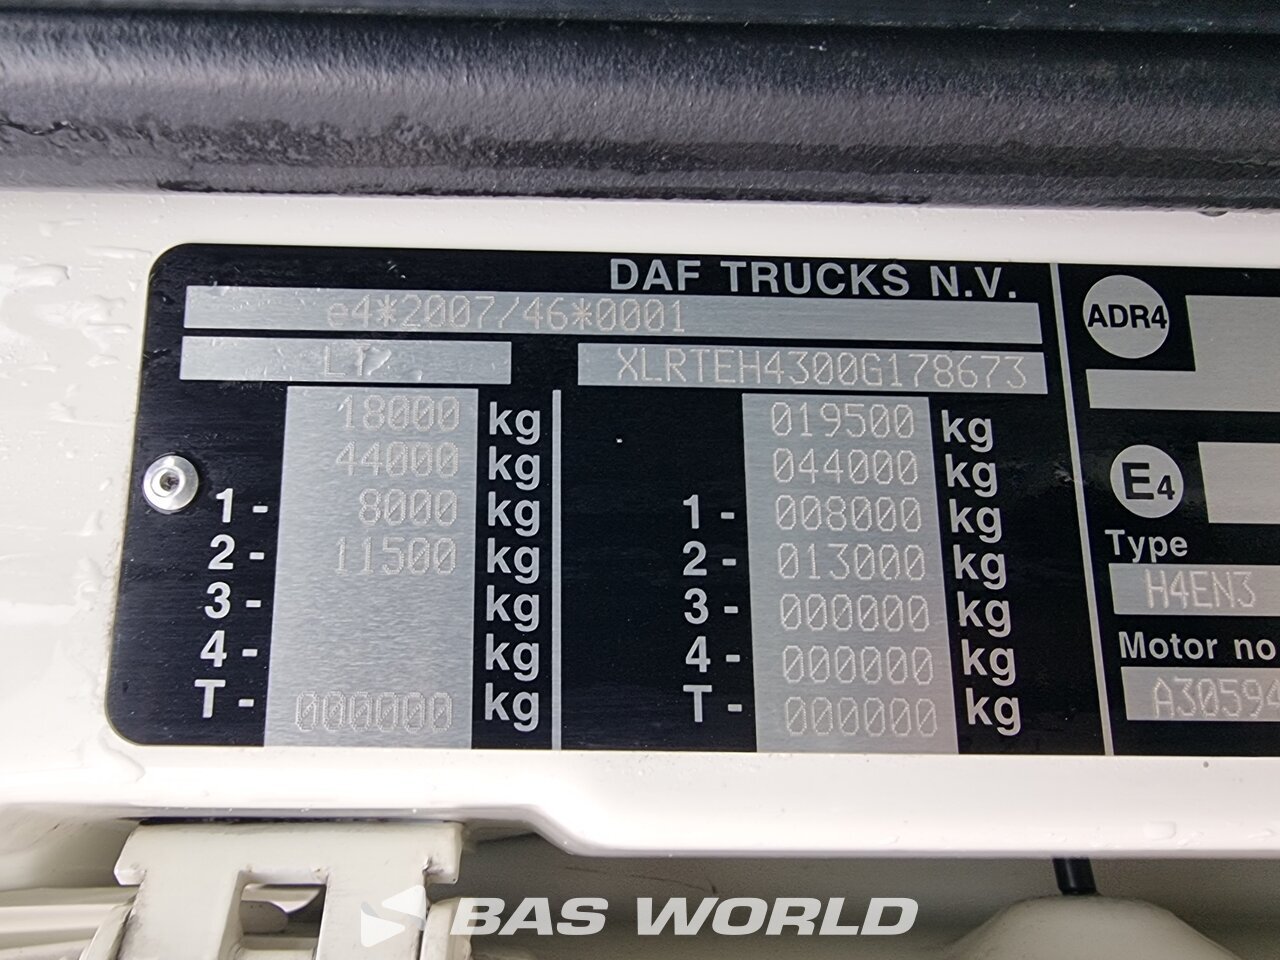 DAF TRUCKS N.V.
e4*2007/46*0001
XLRTEH4300G178673
18000 kg
44000 kg
1- 8000 kg
2- 11500 kg
3- kg
4- kg
T- 000000 kg
019500 kg
044000 kg
1- 008000 kg
2- 013000 kg
3- 000000 kg
4- 000000 kg
T- 000000 kg
ADR4
E4
Type
H4EN3
Motor no
A30594
BAS WORLD